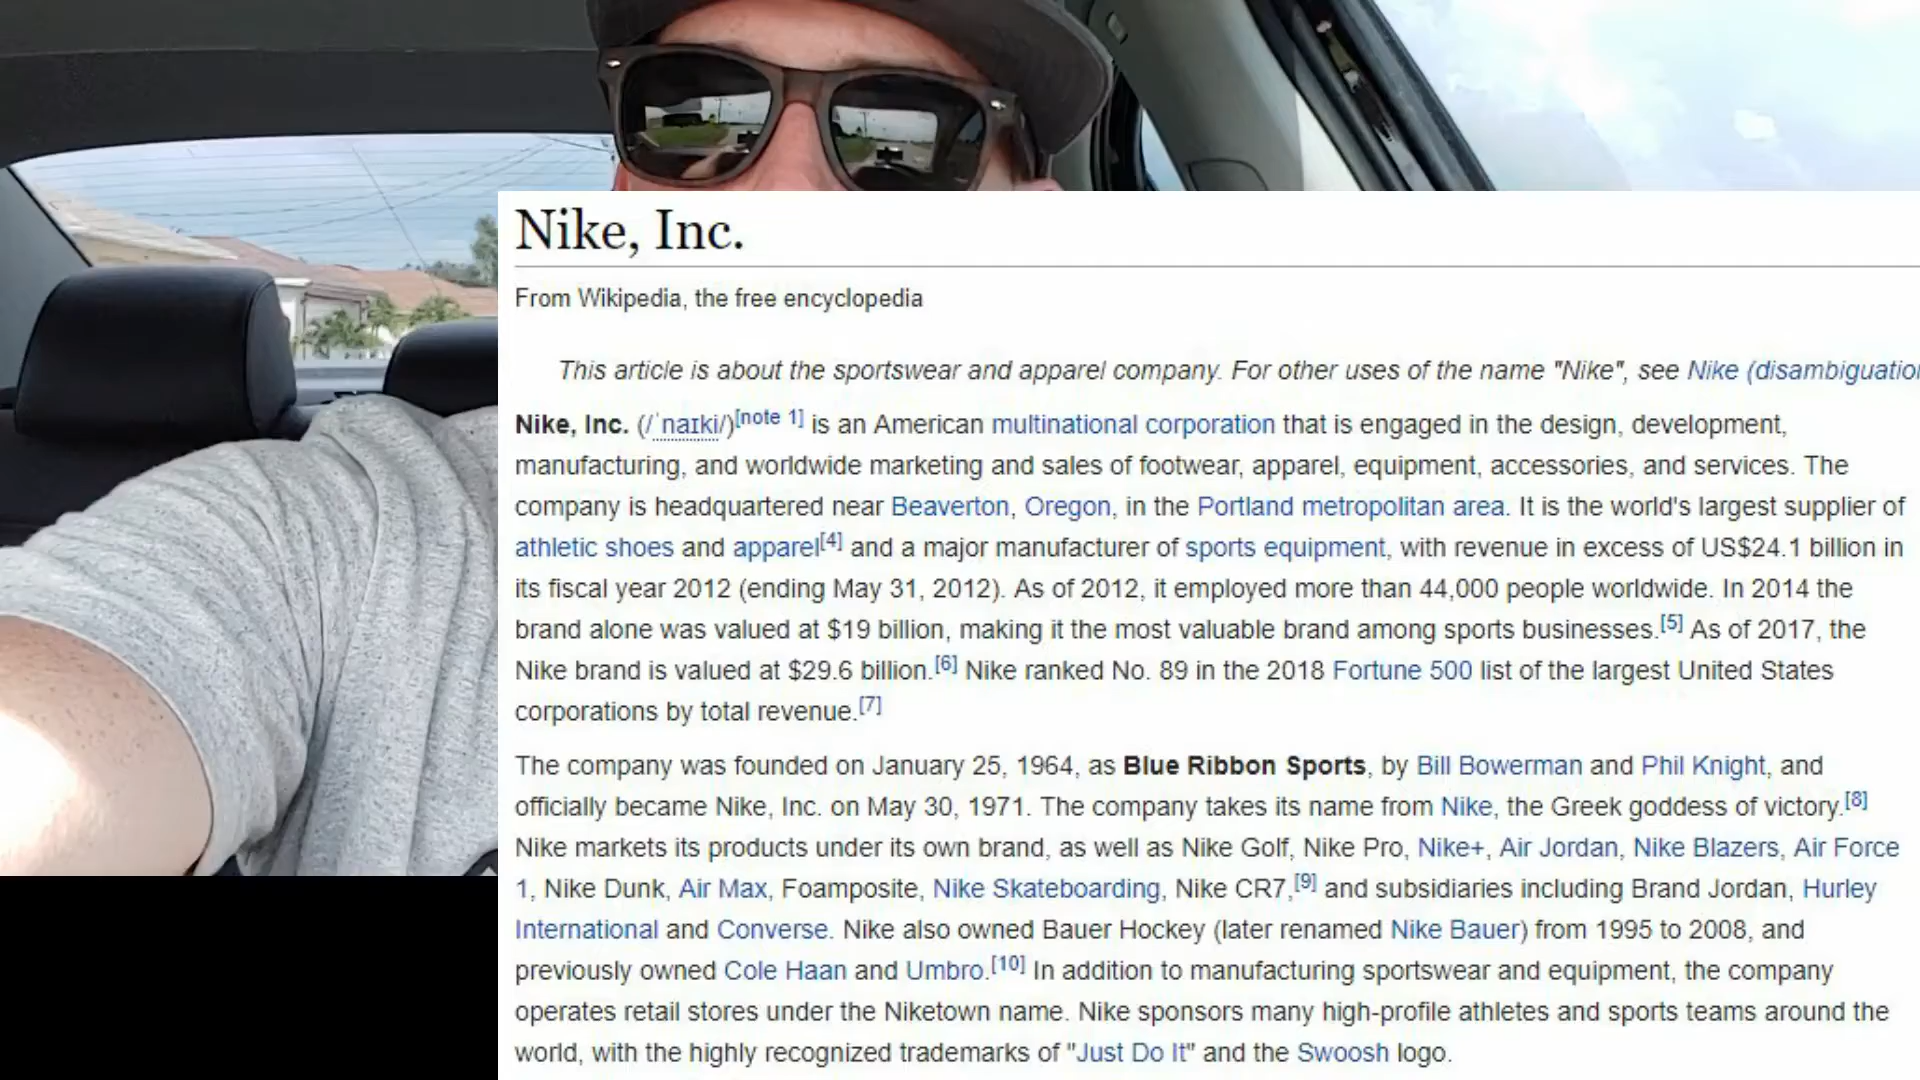 Nike, Inc.
From Wikipedia, the free encyclopedia
This article is about the sportswear and apparel company. For other uses of the name "Nike", see Nike (disambiguation
Nike, Inc. (/ˈnaɪki/)[note 1] is an American multinational corporation that is engaged in the design, development,
manufacturing, and worldwide marketing and sales of footwear, apparel, equipment, accessories, and services. The
company is headquartered near Beaverton, Oregon, in the Portland metropolitan area. It is the world's largest supplier of
athletic shoes and apparel[4] and a major manufacturer of sports equipment, with revenue in excess of US$24.1 billion in
its fiscal year 2012 (ending May 31, 2012). As of 2012, it employed more than 44,000 people worldwide. In 2014 the
brand alone was valued at $19 billion, making it the most valuable brand among sports businesses.[5] As of 2017, the
Nike brand is valued at $29.6 billion.[6] Nike ranked No. 89 in the 2018 Fortune 500 list of the largest United States
corporations by total revenue.[7]
The company was founded on January 25, 1964, as Blue Ribbon Sports, by Bill Bowerman and Phil Knight, and
officially became Nike, Inc. on May 30, 1971. The company takes its name from Nike, the Greek goddess of victory.[8]
Nike markets its products under its own brand, as well as Nike Golf, Nike Pro, Nike+, Air Jordan, Nike Blazers, Air Force
1, Nike Dunk, Air Max, Foamposite, Nike Skateboarding, Nike CR7,[9] and subsidiaries including Brand Jordan, Hurley
International and Converse. Nike also owned Bauer Hockey (later renamed Nike Bauer) from 1995 to 2008, and
previously owned Cole Haan and Umbro.[10] In addition to manufacturing sportswear and equipment, the company
operates retail stores under the Niketown name. Nike sponsors many high-profile athletes and sports teams around the
world, with the highly recognized trademarks of "Just Do It" and the Swoosh logo.